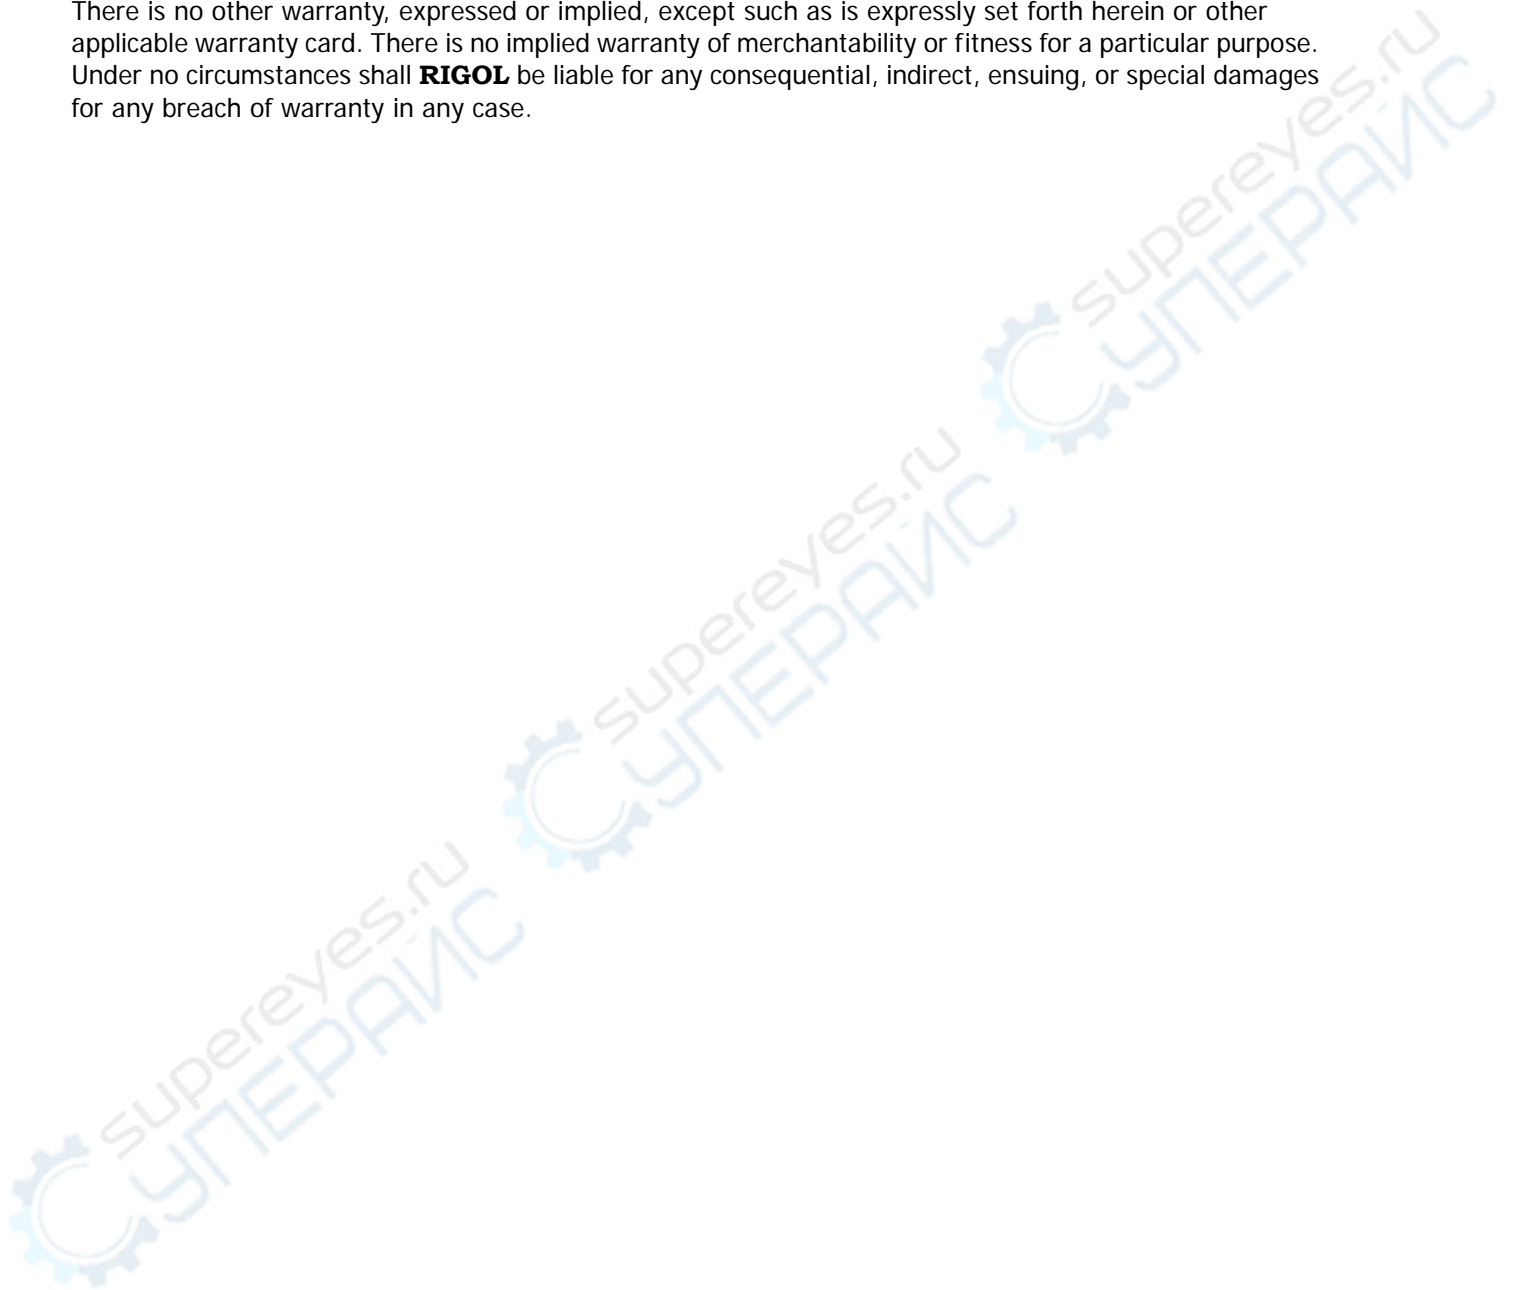 There is no other warranty, expressed or implied, except such as is expressly set forth herein or other
applicable warranty card. There is no implied warranty of merchantability or fitness for a particular purpose.
Under no circumstances shall RIGOL be liable for any consequential, indirect, ensuing, or special damages
for any breach of warranty in any case.
supereyes.ru
СУПЕРАЙС
supereyes.ru
СУПЕРАЙС
supereyes.ru
СУПЕРАЙС